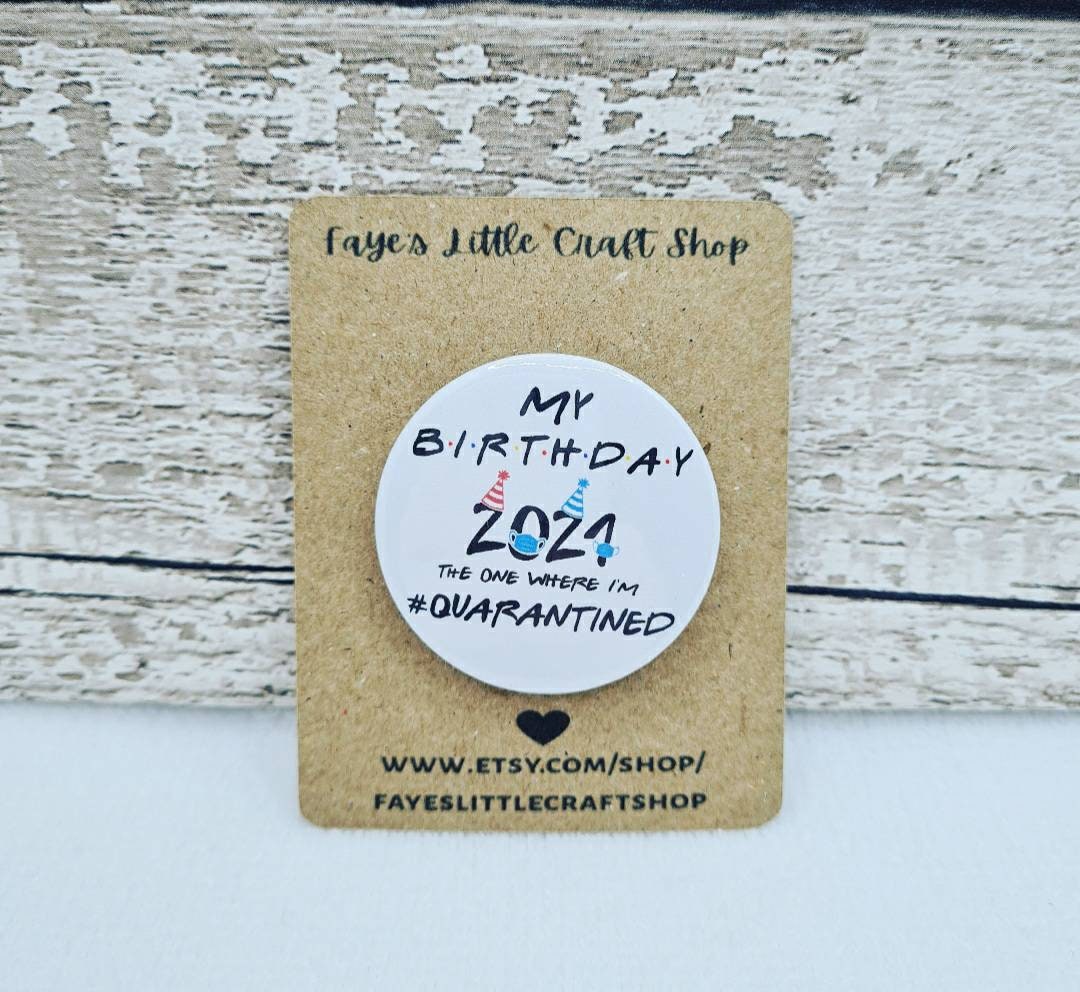 Faye's Little Craft Shop
MY
B·I·R·T·H·D·A·Y
2021
THE ONE WHERE I'M
#QUARANTINED
WWW.ETSY.COM/SHOP/
FAYESLITTLECRAFTSHOP